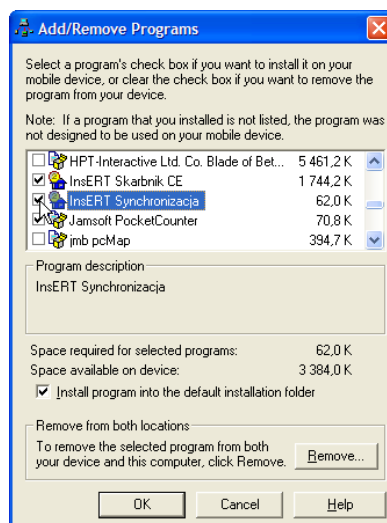 Add/Remove Programs
Select a program's check box if you want to install it on your
mobile device, or clear the check box if you want to remove the
program from your device.
Note: If a program that you installed is not listed, the program was
not designed to be used on your mobile device.
HPT-Interactive Ltd. Co. Blade of Bet... 5 461,2 K
InsERT Skarbnik CE 1 744,2 K
InsERT Synchronizacja 62,0 K
Jamsoft PocketCounter 70,8 K
jmb pcMap 394,7 K
Program description
InsERT Synchronizacja
Space required for selected programs: 62,0 K
Space available on device: 3 384,0 K
Install program into the default installation folder
Remove from both locations
To remove the selected program from both
your device and this computer, click Remove.
Remove...
OK Cancel Help